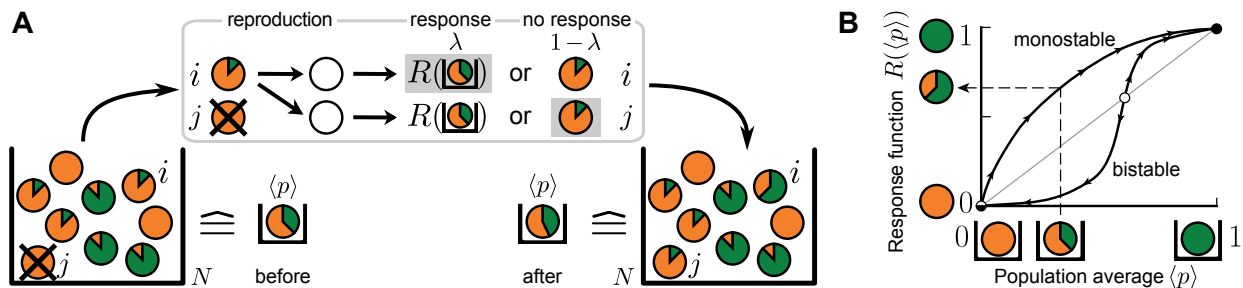 A
reproduction
response
no response
λ
1 − λ
i
R( )
or
i
j
R( )
or
j
i
j
N
⟨p⟩
≙
before
⟨p⟩
≙
after
i
j
N
B
Response function R(⟨p⟩)
1
0
monostable
bistable
0
1
Population average ⟨p⟩